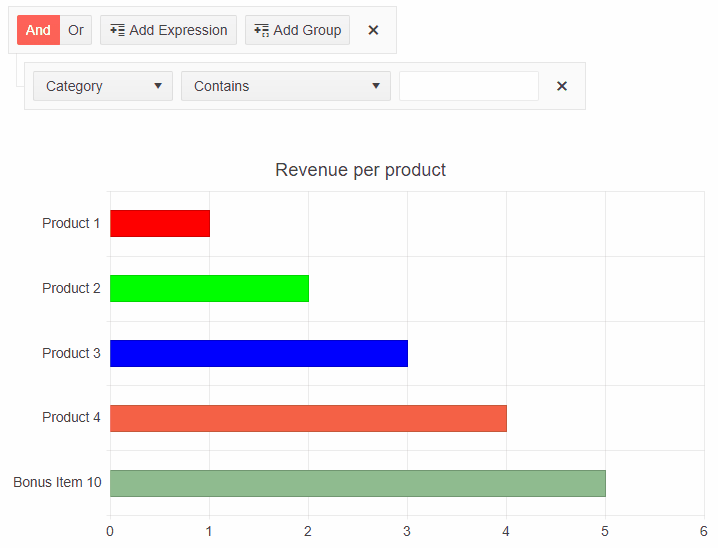 And Or Add Expression Add Group
Category Contains
Revenue per product
Product 1
Product 2
Product 3
Product 4
Bonus Item 10
0 1 2 3 4 5 6